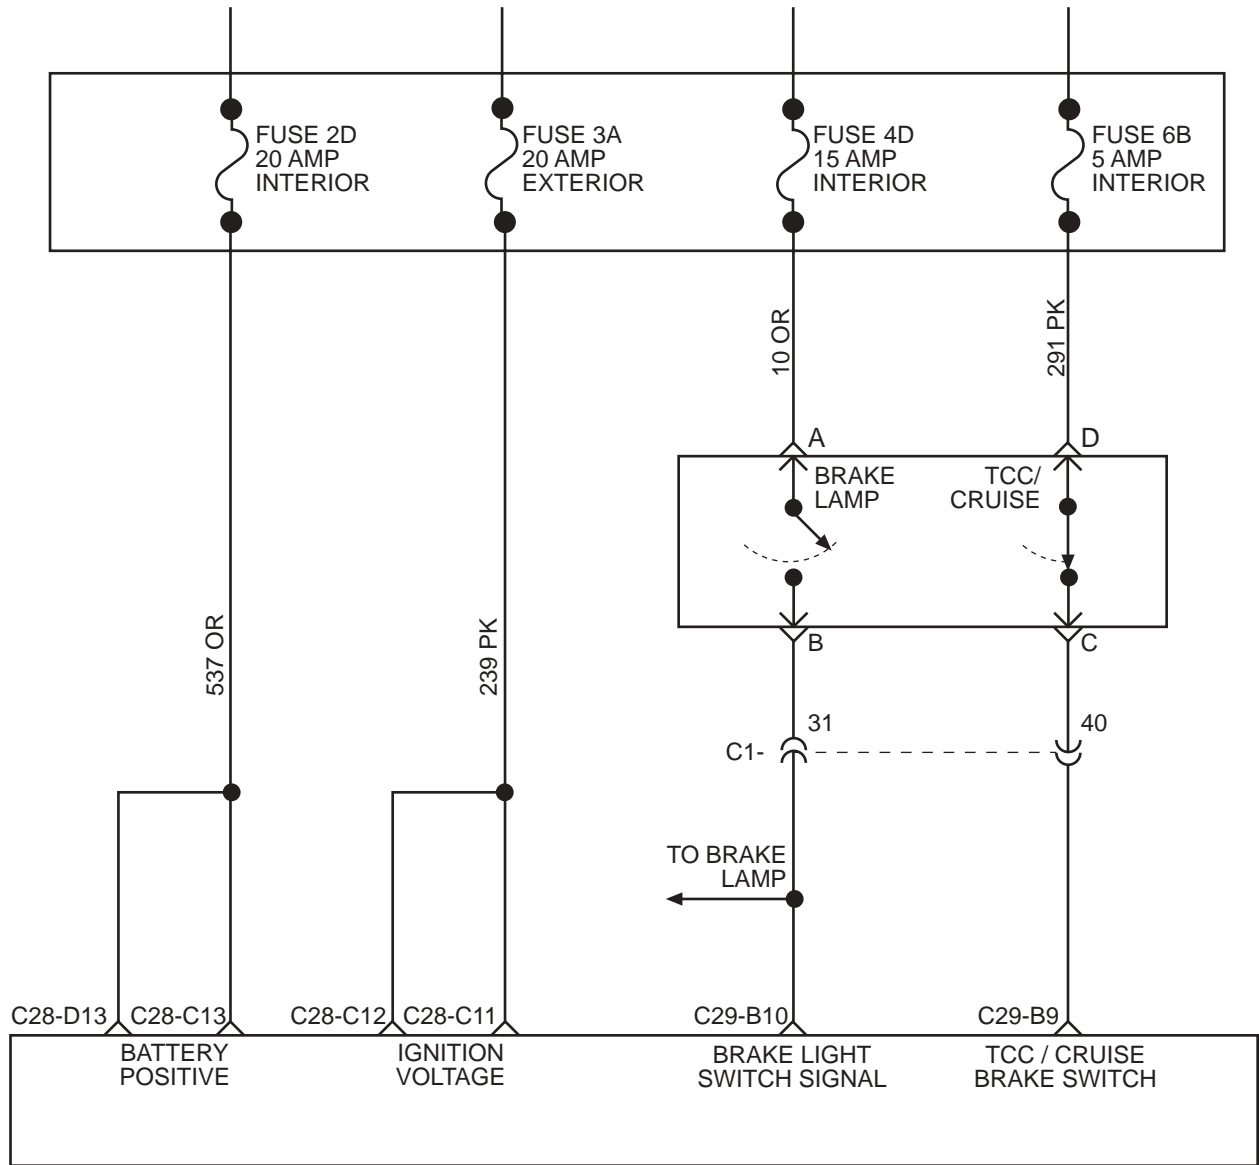 FUSE 2D
20 AMP
INTERIOR
FUSE 3A
20 AMP
EXTERIOR
FUSE 4D
15 AMP
INTERIOR
FUSE 6B
5 AMP
INTERIOR
10 OR
291 PK
A
D
BRAKE
LAMP
TCC/
CRUISE
537 OR
239 PK
B
C
31
40
C1-
TO BRAKE
LAMP
C28-D13
C28-C13
C28-C12
C28-C11
C29-B10
C29-B9
BATTERY
POSITIVE
IGNITION
VOLTAGE
BRAKE LIGHT
SWITCH SIGNAL
TCC / CRUISE
BRAKE SWITCH